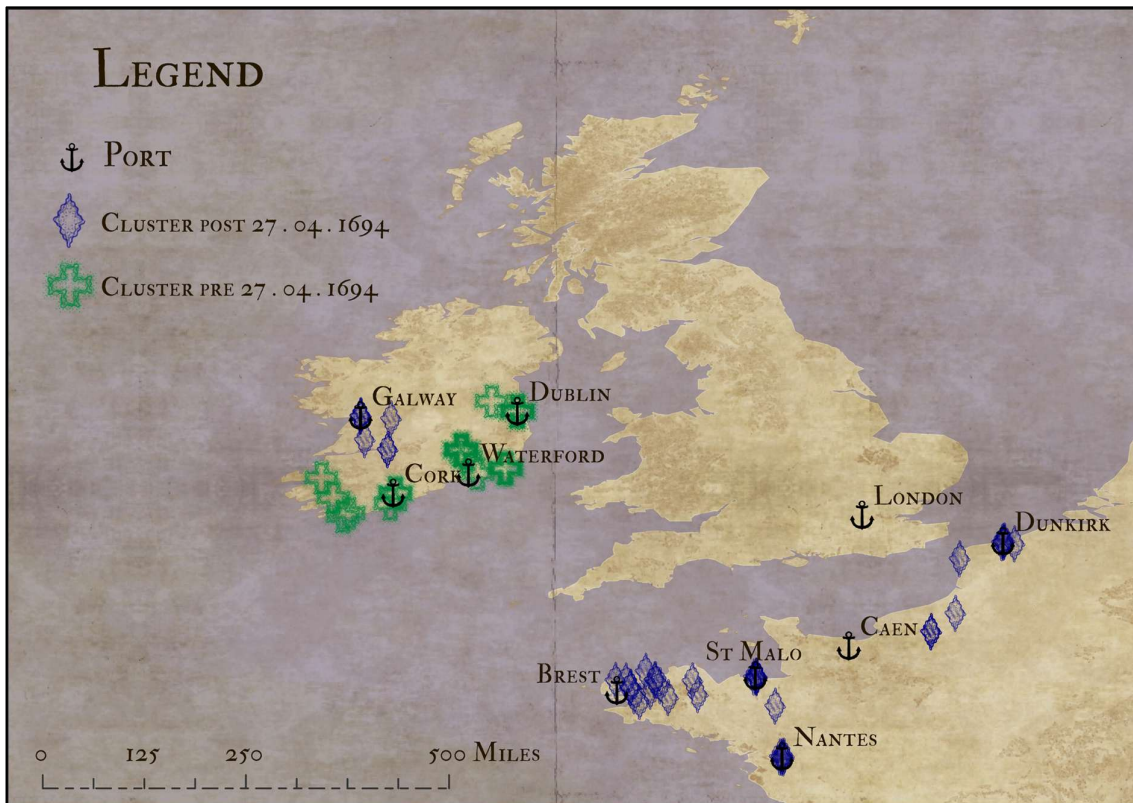 Legend
Port
Cluster post 27.04.1694
Cluster pre 27.04.1694
Galway
Dublin
Waterford
Cork
London
Dunkirk
Caen
St Malo
Brest
Nantes
0 125 250 500 Miles